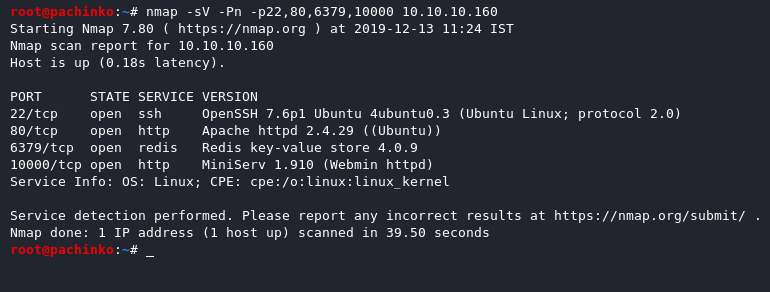 root@pachinko:~# nmap -sV -Pn -p22,80,6379,10000 10.10.10.160
Starting Nmap 7.80 ( https://nmap.org ) at 2019-12-13 11:24 IST
Nmap scan report for 10.10.10.160
Host is up (0.18s latency).
PORT      STATE SERVICE VERSION
22/tcp    open  ssh     OpenSSH 7.6p1 Ubuntu 4ubuntu0.3 (Ubuntu Linux; protocol 2.0)
80/tcp    open  http    Apache httpd 2.4.29 ((Ubuntu))
6379/tcp  open  redis   Redis key-value store 4.0.9
10000/tcp open  http    MiniServ 1.910 (Webmin httpd)
Service Info: OS: Linux; CPE: cpe:/o:linux:linux_kernel
Service detection performed. Please report any incorrect results at https://nmap.org/submit/ .
Nmap done: 1 IP address (1 host up) scanned in 39.50 seconds
root@pachinko:~# _